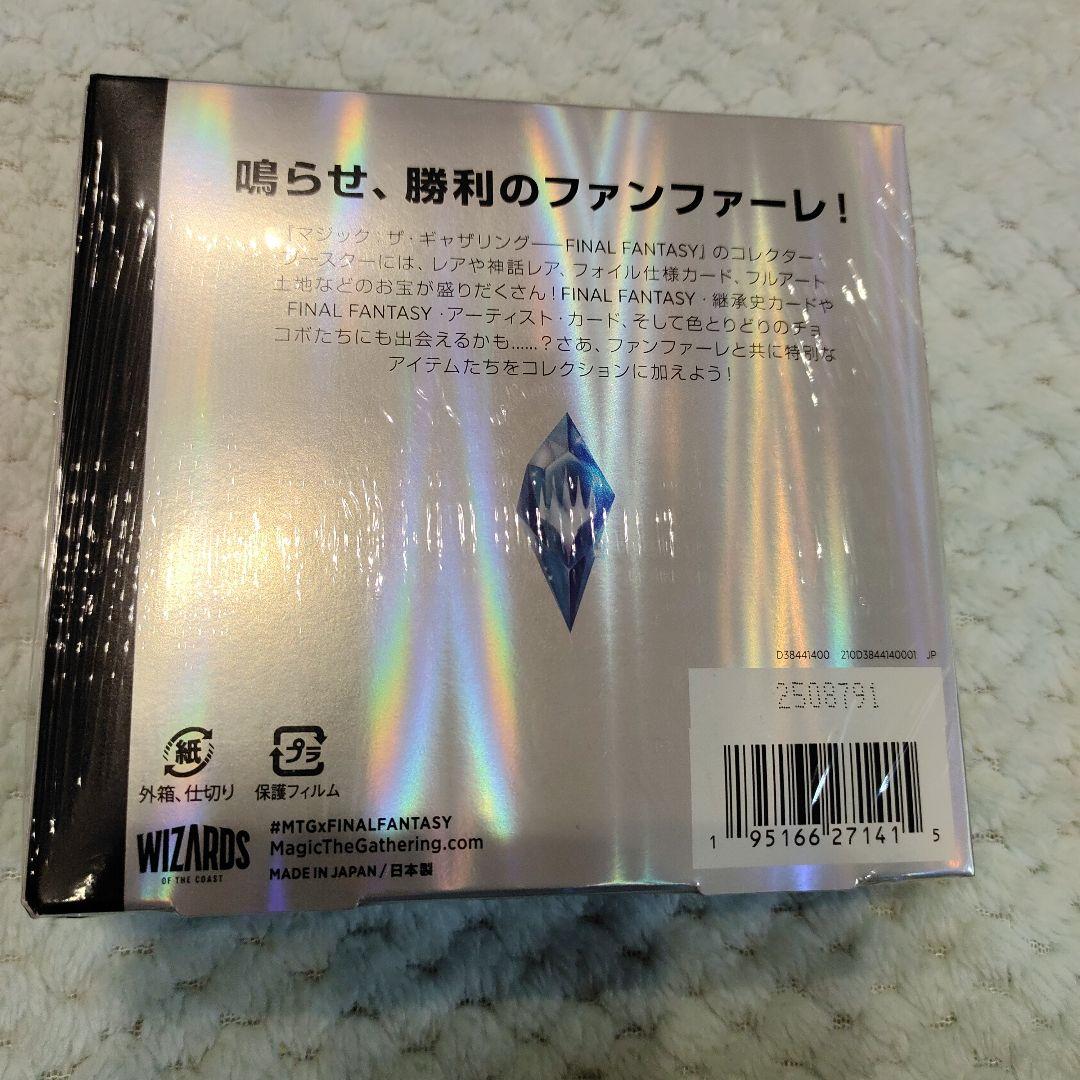 鳴らせ、勝利のファンファーレ!
『マジック:ザ・ギャザリング——FINAL FANTASY』のコレクター・
ブースターには、レアや神話レア、フォイル仕様カード、フルアート
土地などのお宝が盛りだくさん!FINAL FANTASY・継承史カードや
FINAL FANTASY・アーティスト・カード、そして色とりどりのチョ
コボたちにも出会えるかも……?さあ、ファンファーレと共に特別な
アイテムたちをコレクションに加えよう!
D38441400 210D3844140001 JP
2508791
1 95166 27141 5
紙
プラ
外箱、仕切り
保護フィルム
WIZARDS
OF THE COAST
#MTGxFINALFANTASY
MagicTheGathering.com
MADE IN JAPAN / 日本製